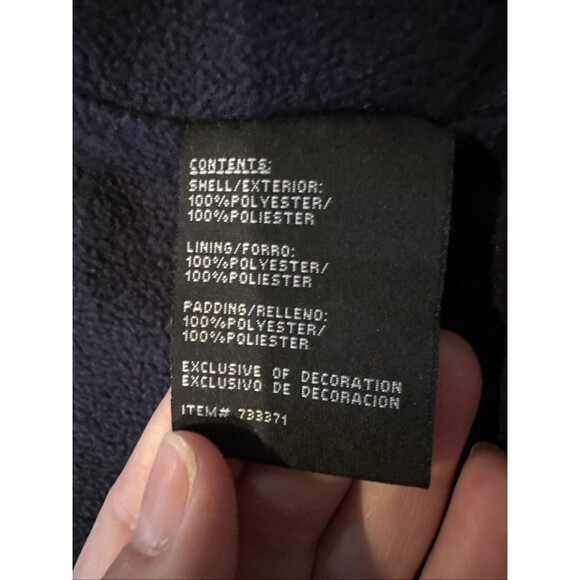 CONTENTS:
SHELL/EXTERIOR:
100%POLYESTER/
100%POLIESTER
LINING/FORRO:
100%POLYESTER/
100%POLIESTER
PADDING/RELLENO:
100%POLYESTER/
100%POLIESTER
EXCLUSIVE OF DECORATION
EXCLUSIVO DE DECORACION
ITEM# 733371